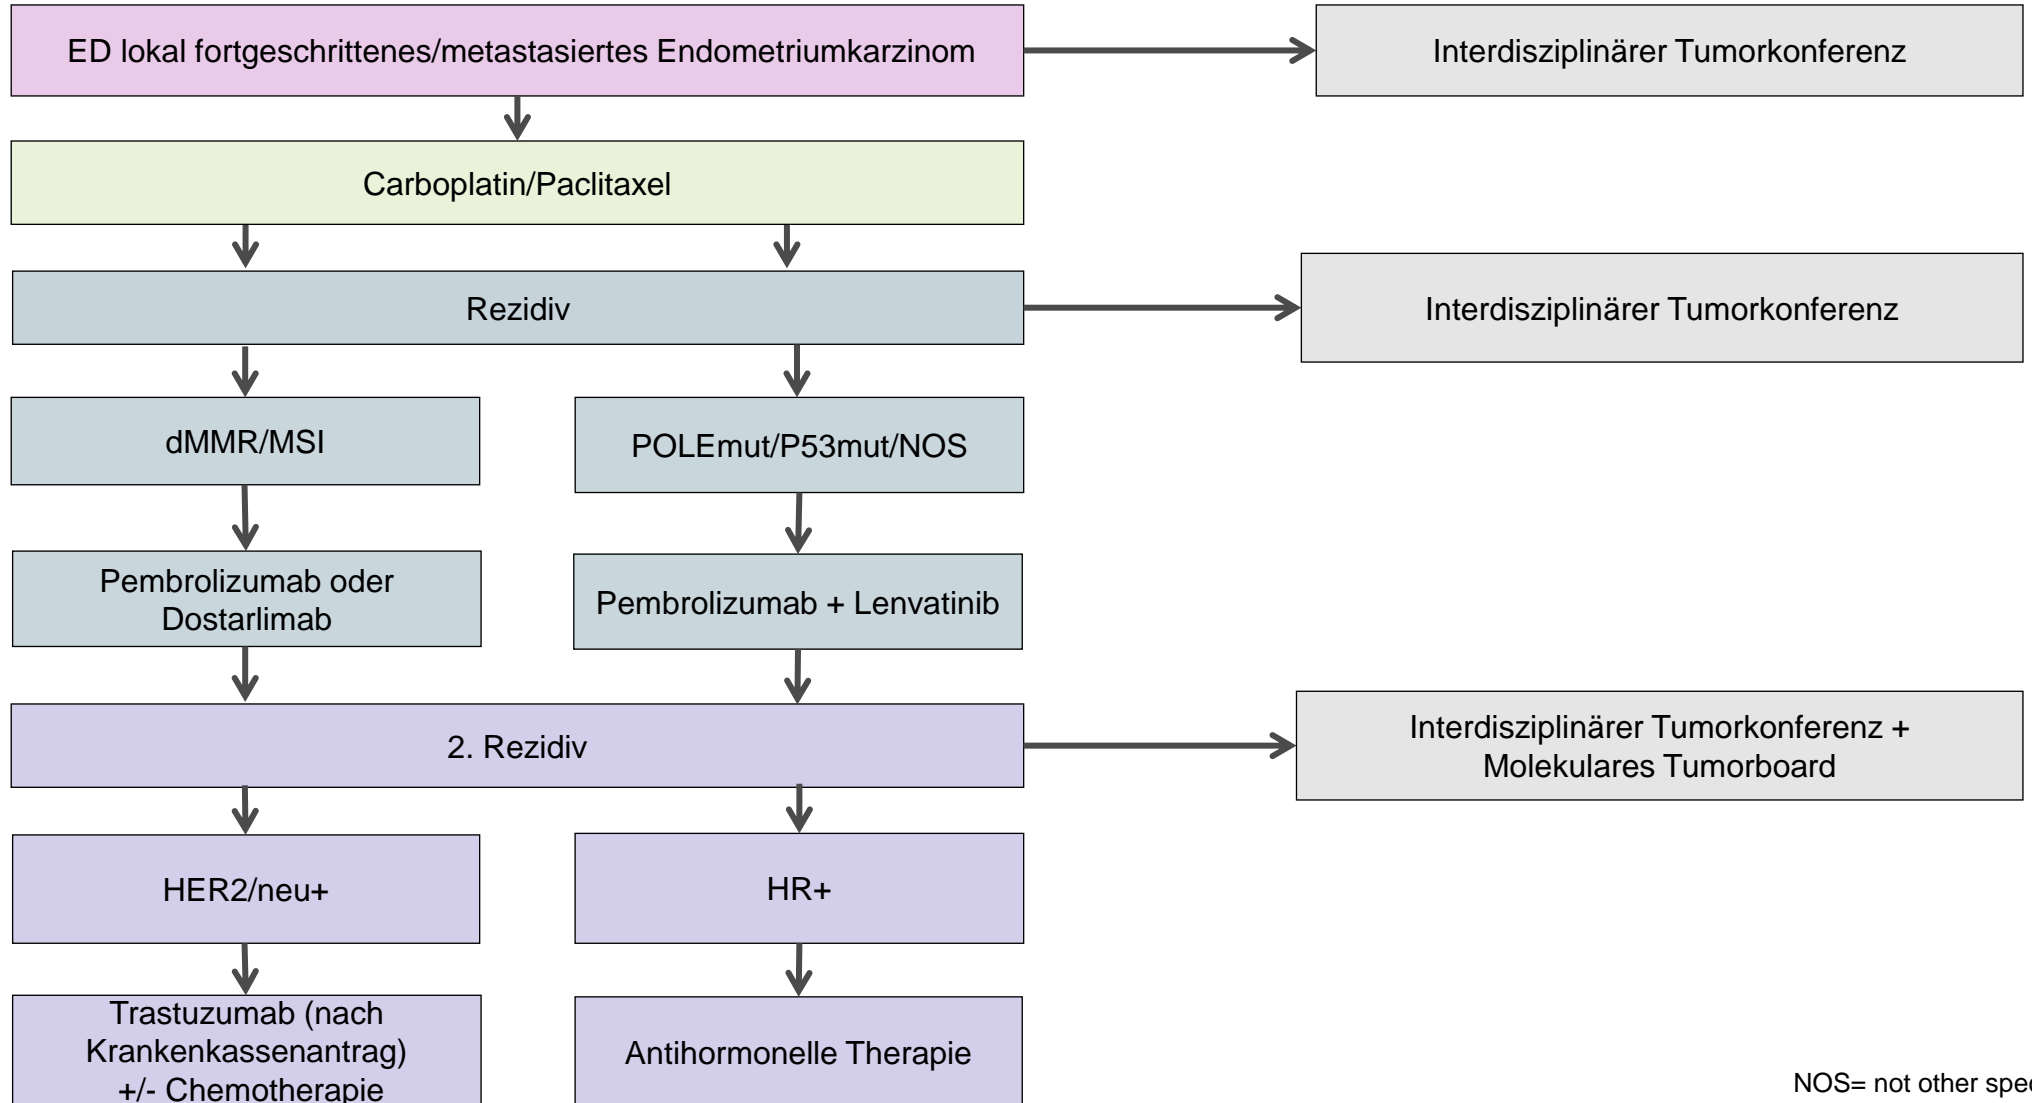 ED lokal fortgeschrittenes/metastasiertes Endometriumkarzinom
Interdisziplinärer Tumorkonferenz
Carboplatin/Paclitaxel
Rezidiv
Interdisziplinärer Tumorkonferenz
dMMR/MSI
POLEmut/P53mut/NOS
Pembrolizumab oder
Dostarlimab
Pembrolizumab + Lenvatinib
2. Rezidiv
Interdisziplinärer Tumorkonferenz +
Molekulares Tumorboard
HER2/neu+
HR+
Trastuzumab (nach
Krankenkassenantrag)
+/- Chemotherapie
Antihormonelle Therapie
NOS= not other